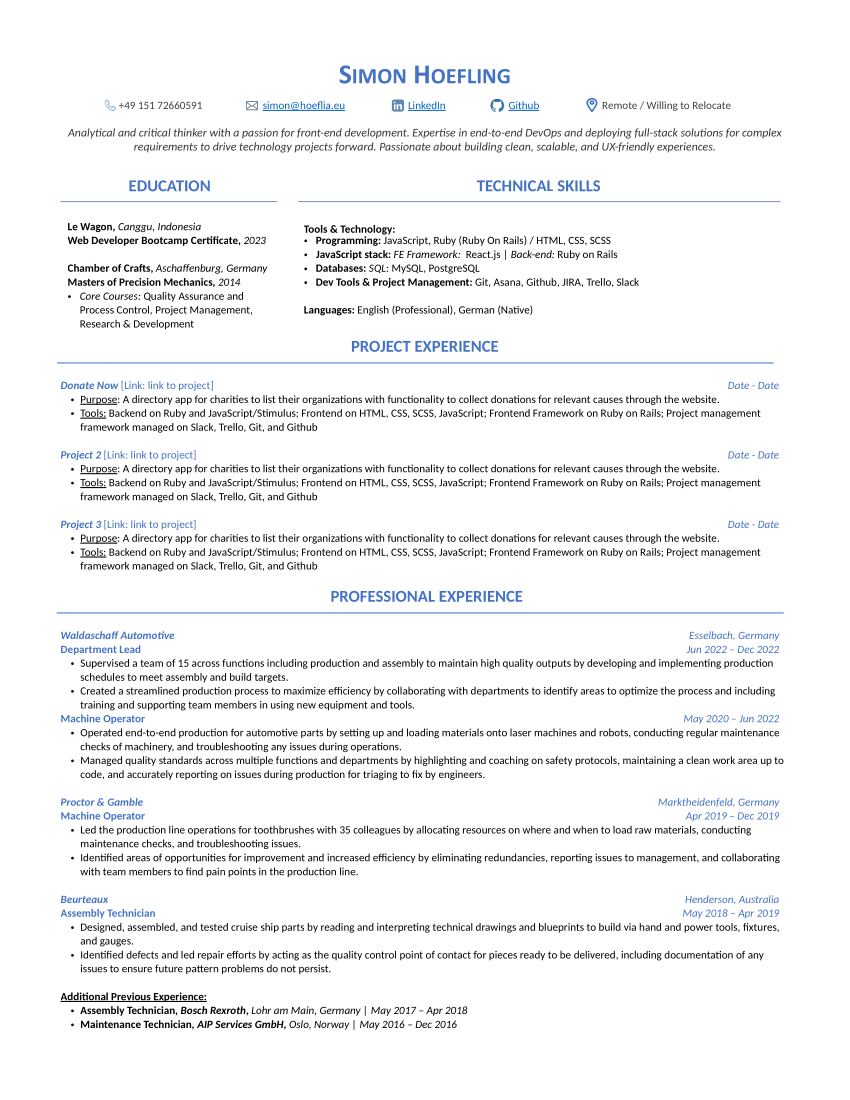 SIMON HOEFLING
+49 151 72660591 simon@hoeflia.eu LinkedIn Github Remote / Willing to Relocate
Analytical and critical thinker with a passion for front-end development. Expertise in end-to-end DevOps and deploying full-stack solutions for complex
requirements to drive technology projects forward. Passionate about building clean, scalable, and UX-friendly experiences.
EDUCATION
Le Wagon, Canggu, Indonesia
Web Developer Bootcamp Certificate, 2023
Chamber of Crafts, Aschaffenburg, Germany
Masters of Precision Mechanics, 2014
• Core Courses: Quality Assurance and
Process Control, Project Management,
Research & Development
TECHNICAL SKILLS
Tools & Technology:
• Programming: JavaScript, Ruby (Ruby On Rails) / HTML, CSS, SCSS
• JavaScript stack: FE Framework: React.js | Back-end: Ruby on Rails
• Databases: SQL: MySQL, PostgreSQL
• Dev Tools & Project Management: Git, Asana, Github, JIRA, Trello, Slack
Languages: English (Professional), German (Native)
PROJECT EXPERIENCE
Donate Now [Link: link to project] Date - Date
• Purpose: A directory app for charities to list their organizations with functionality to collect donations for relevant causes through the website.
• Tools: Backend on Ruby and JavaScript/Stimulus; Frontend on HTML, CSS, SCSS, JavaScript; Frontend Framework on Ruby on Rails; Project management
framework managed on Slack, Trello, Git, and Github
Project 2 [Link: link to project] Date - Date
• Purpose: A directory app for charities to list their organizations with functionality to collect donations for relevant causes through the website.
• Tools: Backend on Ruby and JavaScript/Stimulus; Frontend on HTML, CSS, SCSS, JavaScript; Frontend Framework on Ruby on Rails; Project management
framework managed on Slack, Trello, Git, and Github
Project 3 [Link: link to project] Date - Date
• Purpose: A directory app for charities to list their organizations with functionality to collect donations for relevant causes through the website.
• Tools: Backend on Ruby and JavaScript/Stimulus; Frontend on HTML, CSS, SCSS, JavaScript; Frontend Framework on Ruby on Rails; Project management
framework managed on Slack, Trello, Git, and Github
PROFESSIONAL EXPERIENCE
Waldaschaff Automotive Esselbach, Germany
Department Lead Jun 2022 – Dec 2022
• Supervised a team of 15 across functions including production and assembly to maintain high quality outputs by developing and implementing production
schedules to meet assembly and build targets.
• Created a streamlined production process to maximize efficiency by collaborating with departments to identify areas to optimize the process and including
training and supporting team members in using new equipment and tools.
Machine Operator May 2020 – Jun 2022
• Operated end-to-end production for automotive parts by setting up and loading materials onto laser machines and robots, conducting regular maintenance
checks of machinery, and troubleshooting any issues during operations.
• Managed quality standards across multiple functions and departments by highlighting and coaching on safety protocols, maintaining a clean work area up to
code, and accurately reporting on issues during production for triaging to fix by engineers.
Proctor & Gamble Marktheidenfeld, Germany
Machine Operator Apr 2019 – Dec 2019
• Led the production line operations for toothbrushes with 35 colleagues by allocating resources on where and when to load raw materials, conducting
maintenance checks, and troubleshooting issues.
• Identified areas of opportunities for improvement and increased efficiency by eliminating redundancies, reporting issues to management, and collaborating
with team members to find pain points in the production line.
Beurteaux Henderson, Australia
Assembly Technician May 2018 – Apr 2019
• Designed, assembled, and tested cruise ship parts by reading and interpreting technical drawings and blueprints to build via hand and power tools, fixtures,
and gauges.
• Identified defects and led repair efforts by acting as the quality control point of contact for pieces ready to be delivered, including documentation of any
issues to ensure future pattern problems do not persist.
Additional Previous Experience:
• Assembly Technician, Bosch Rexroth, Lohr am Main, Germany | May 2017 – Apr 2018
• Maintenance Technician, AIP Services GmbH, Oslo, Norway | May 2016 – Dec 2016